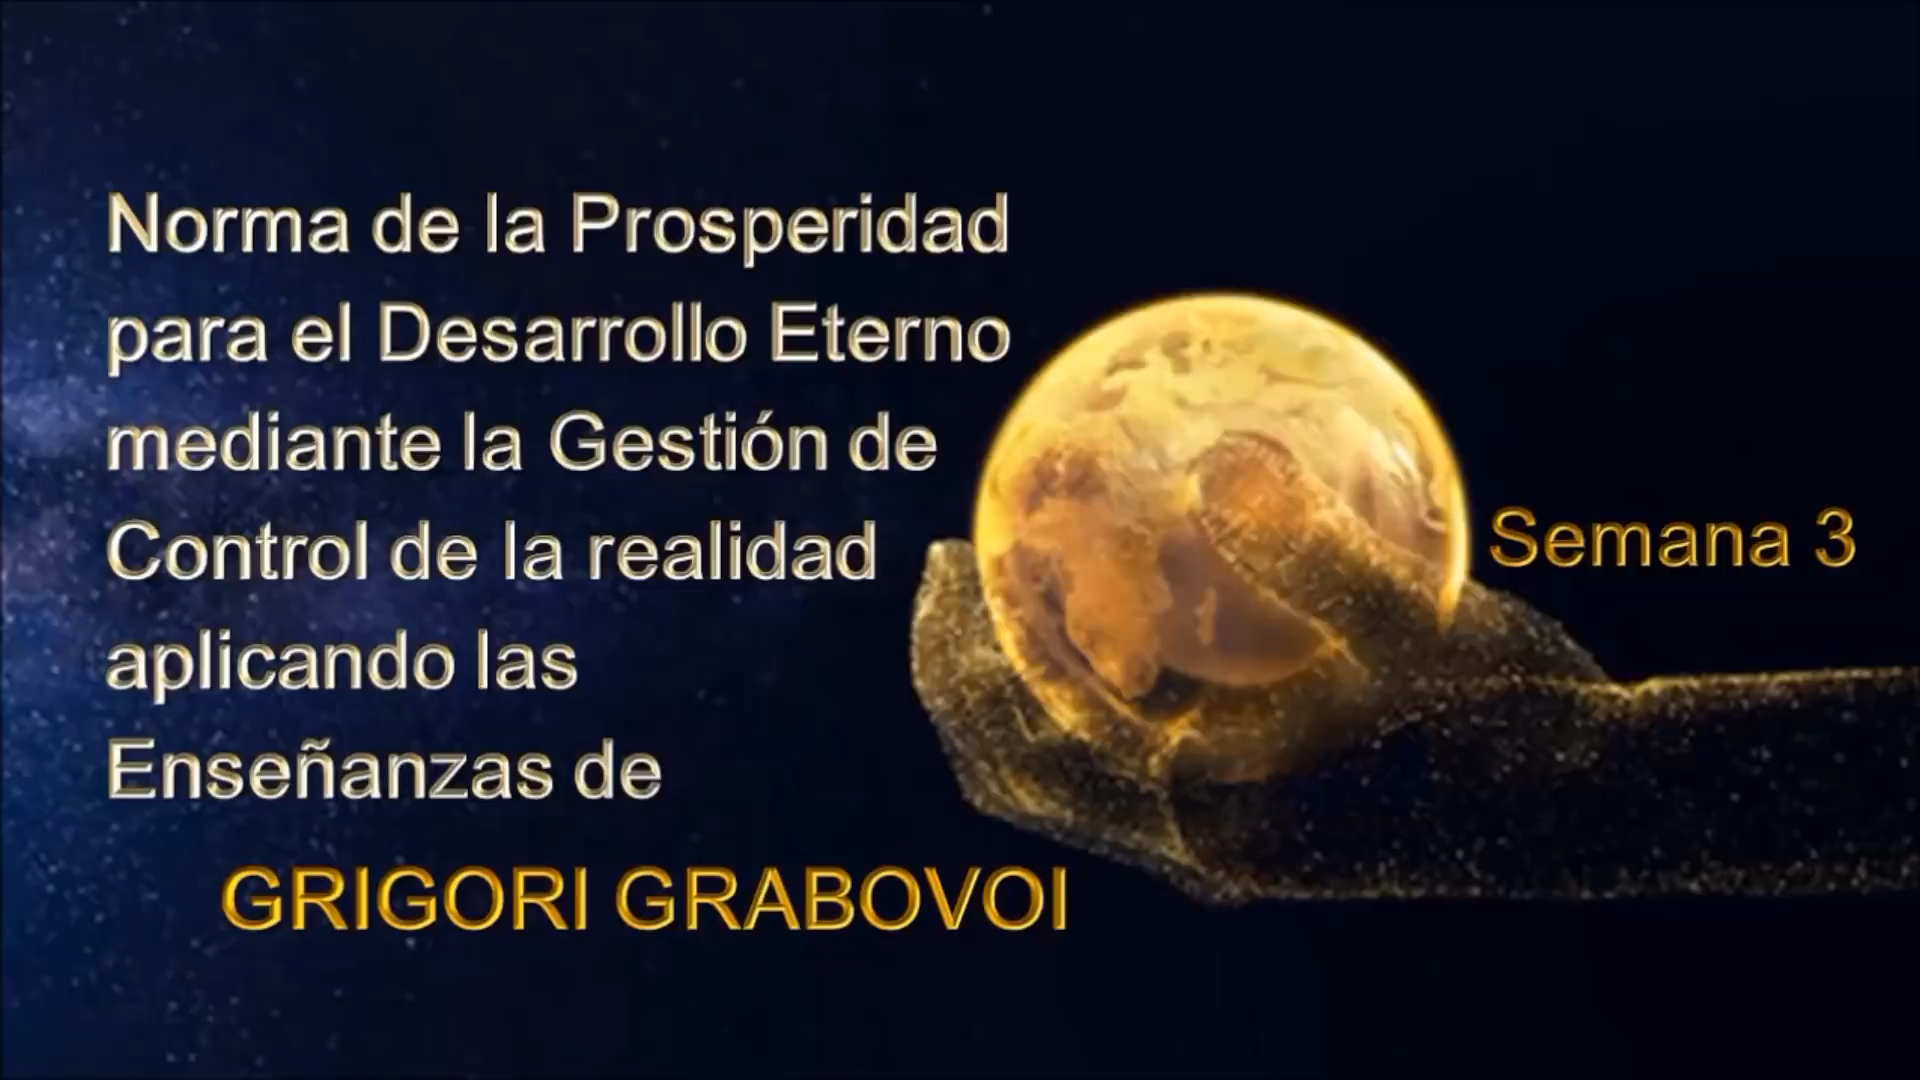 Norma de la Prosperidad
para el Desarrollo Eterno
mediante la Gestión de
Control de la realidad
aplicando las
Enseñanzas de
GRIGORI GRABOVOI
Semana 3